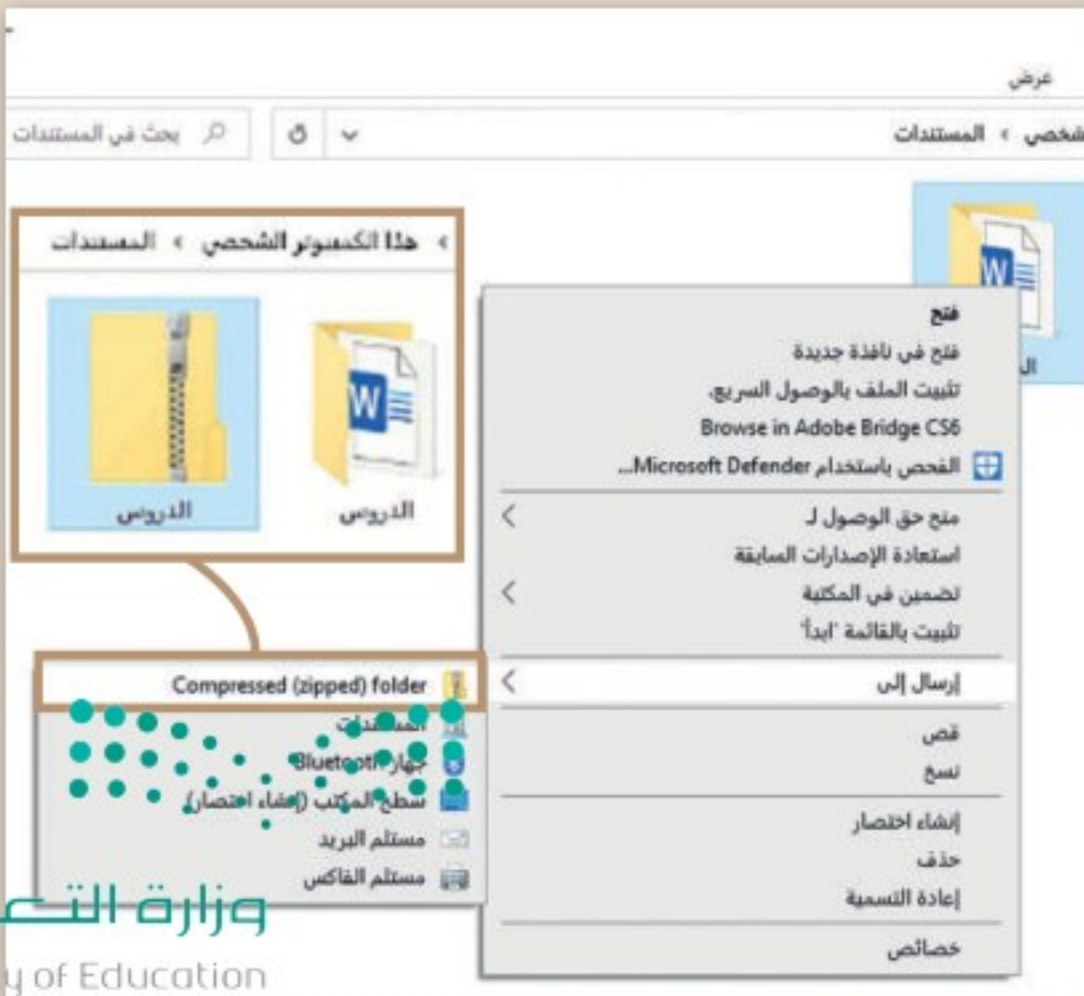 عرض
المستندات
بحث في المستندات
هذا الكمبيوتر الشخصي › المستندات
الدروس
الدروس
فتح
فتح في نافذة جديدة
تثبيت الملف بالوصول السريع.
Browse in Adobe Bridge CS6
الفحص باستخدام Microsoft Defender...
منح حق الوصول لـ
استعادة الإصدارات السابقة
تضمين في المكتبة
تثبيت بالقائمة 'ابدأ'
إرسال إلى
قص
نسخ
إنشاء اختصار
حذف
إعادة التسمية
خصائص
Compressed (zipped) folder
المستندات
جهاز Bluetooth
سطح المكتب (إنشاء اختصار)
مستلم البريد
مستلم الفاكس
وزارة
of Education